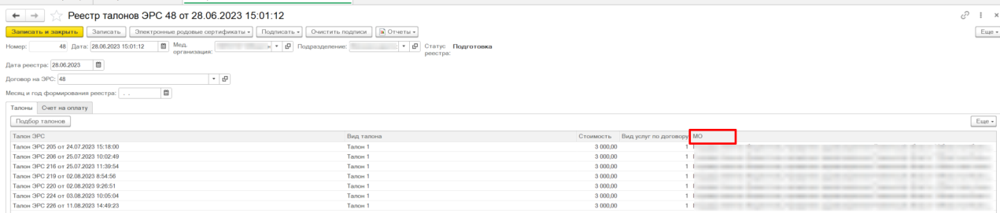 Реестр талонов ЭРС 48 от 28.06.2023 15:01:12
Записать и закрыть Записать Электронные родовые сертификаты Подписать Очистить подписи Отчеты Еще
Номер: 48 Дата: 28.06.2023 15:01:12 Мед. организация: Подразделение: Статус реестра: Подготовка
Дата реестра: 28.06.2023
Договор на ЭРС: 48
Месяц и год формирования реестра: . .
Талоны Счет на оплату
Подбор талонов Еще
Талон ЭРС Вид талона Стоимость Вид услуг по договору МО
Талон ЭРС 205 от 24.07.2023 15:18:00 Талон 1 3 000,00 1
Талон ЭРС 206 от 25.07.2023 10:02:49 Талон 1 3 000,00 1
Талон ЭРС 216 от 25.07.2023 11:39:54 Талон 1 3 000,00 1
Талон ЭРС 219 от 02.08.2023 8:54:56 Талон 1 3 000,00 1
Талон ЭРС 220 от 02.08.2023 9:26:51 Талон 1 3 000,00 1
Талон ЭРС 224 от 03.08.2023 10:05:04 Талон 1 3 000,00 1
Талон ЭРС 226 от 11.08.2023 14:49:23 Талон 1 3 000,00 1